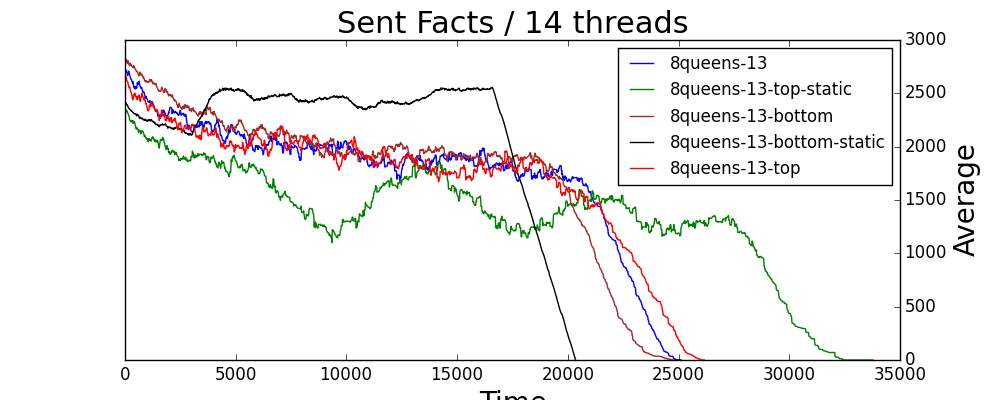 Sent Facts / 14 threads
3000
2500
2000
1500
1000
500
0
Average
8queens-13
8queens-13-top-static
8queens-13-bottom
8queens-13-bottom-static
8queens-13-top
0 5000 10000 15000 20000 25000 30000 35000
Time